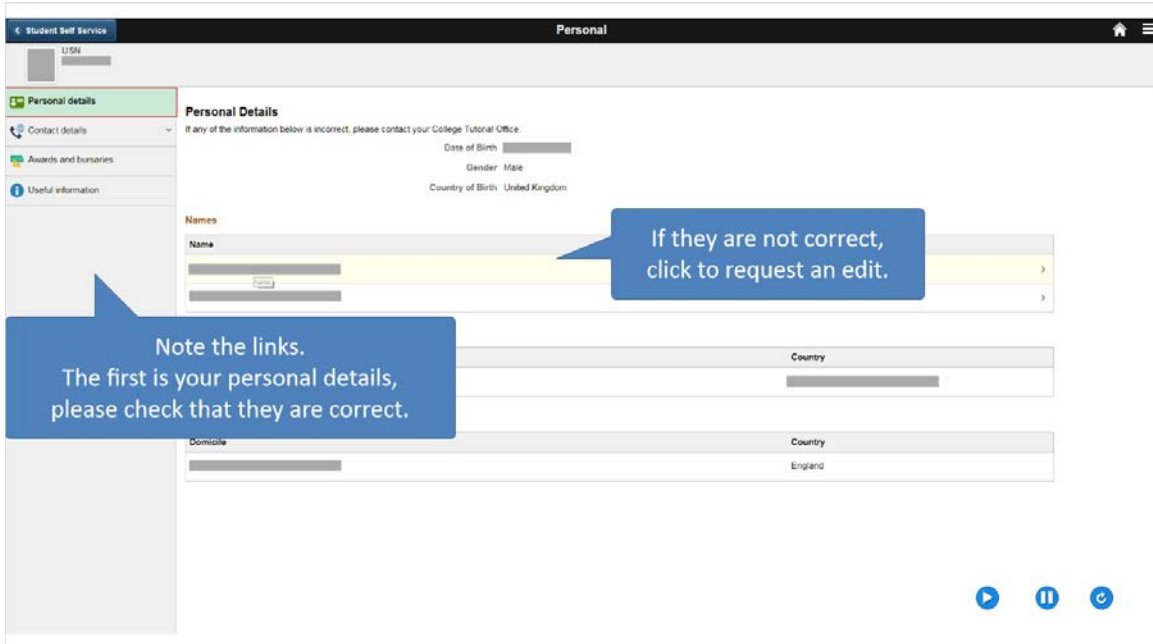 Student Self Service
Personal
USN
Personal details
Contact details
Awards and bursaries
Useful information
Personal Details
If any of the information below is incorrect, please contact your College Tutorial Office.
Date of Birth
Gender Male
Country of Birth United Kingdom
Names
Name
If they are not correct,
click to request an edit.
Note the links.
The first is your personal details,
please check that they are correct.
Country
Domicile Country
England